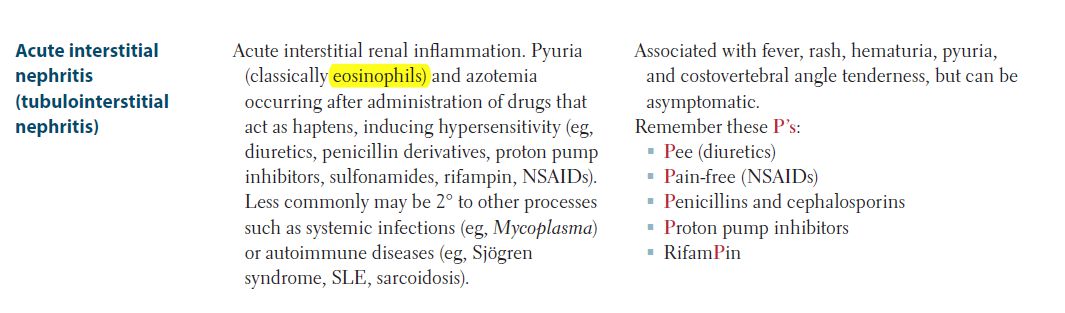 Acute interstitial
nephritis
(tubulointerstitial
nephritis)
Acute interstitial renal inflammation. Pyuria
(classically eosinophils) and azotemia
occurring after administration of drugs that
act as haptens, inducing hypersensitivity (eg,
diuretics, penicillin derivatives, proton pump
inhibitors, sulfonamides, rifampin, NSAIDs).
Less commonly may be 2° to other processes
such as systemic infections (eg, Mycoplasma)
or autoimmune diseases (eg, Sjögren
syndrome, SLE, sarcoidosis).
Associated with fever, rash, hematuria, pyuria,
and costovertebral angle tenderness, but can be
asymptomatic.
Remember these P's:
▪ Pee (diuretics)
▪ Pain-free (NSAIDs)
▪ Penicillins and cephalosporins
▪ Proton pump inhibitors
▪ RifamPin